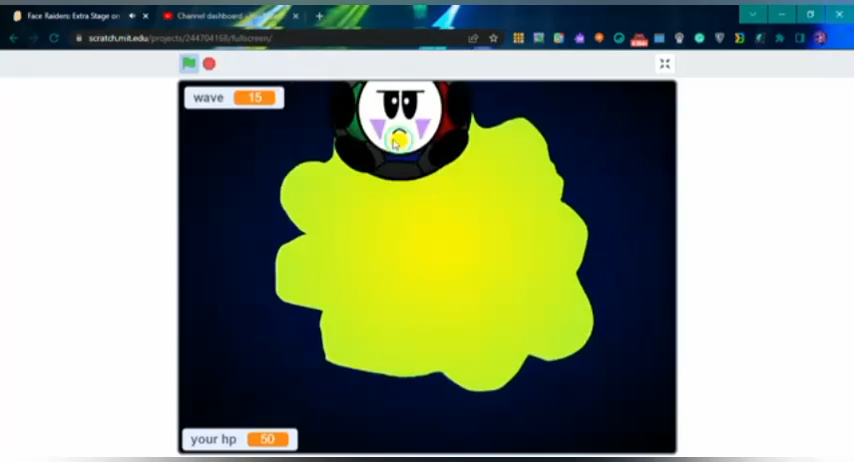 Face Raiders: Extra Stage on
Channel dashboard
scratch.mit.edu/projects/244704168/fullscreen/
wave 15
your hp 50